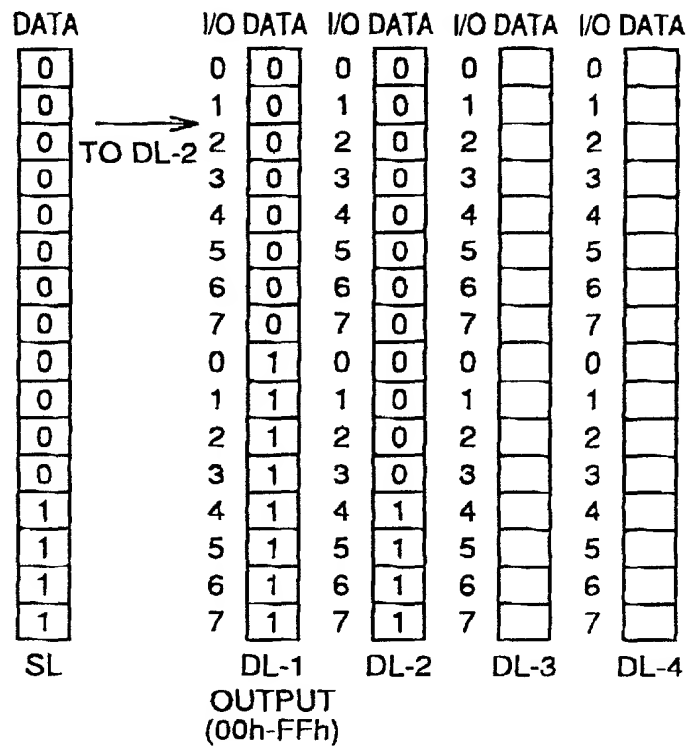 DATA I/O DATA I/O DATA I/O DATA I/O DATA
0 0 0 0 0 0 0
0 1 0 1 0 1 1
TO DL-2
0 2 0 2 0 2 2
0 3 0 3 0 3 3
0 4 0 4 0 4 4
0 5 0 5 0 5 5
0 6 0 6 0 6 6
0 7 0 7 0 7 7
0 0 1 0 0 0 0
0 1 1 1 0 1 1
0 2 1 2 0 2 2
0 3 1 3 0 3 3
1 4 1 4 1 4 4
1 5 1 5 1 5 5
1 6 1 6 1 6 6
1 7 1 7 1 7 7
SL DL-1 DL-2 DL-3 DL-4
OUTPUT
(00h-FFh)